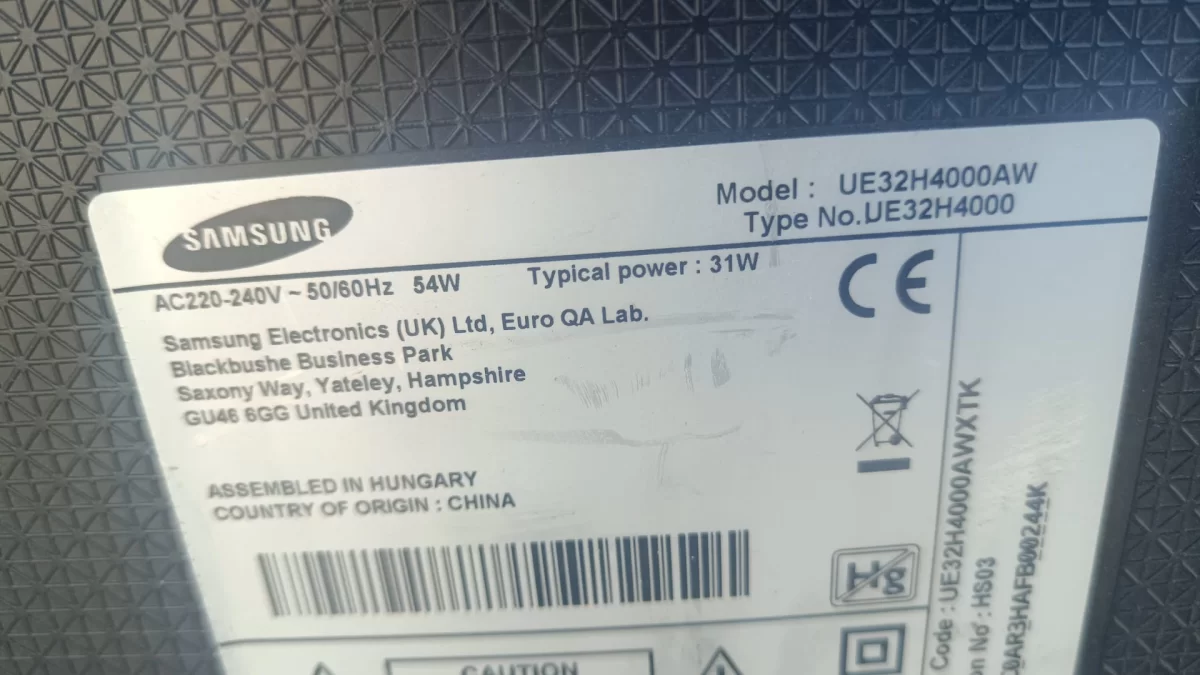 SAMSUNG
Model : UE32H4000AW
Type No.UE32H4000
AC220-240V ~ 50/60Hz 54W
Typical power : 31W
Samsung Electronics (UK) Ltd, Euro QA Lab.
Blackbushe Business Park
Saxony Way, Yateley, Hampshire
GU46 6GG United Kingdom
CE
ASSEMBLED IN HUNGARY
COUNTRY OF ORIGIN : CHINA
Hg
CAUTION
Code : UE32H4000AWXTK
n No : HS03
AR3HAFB00244K